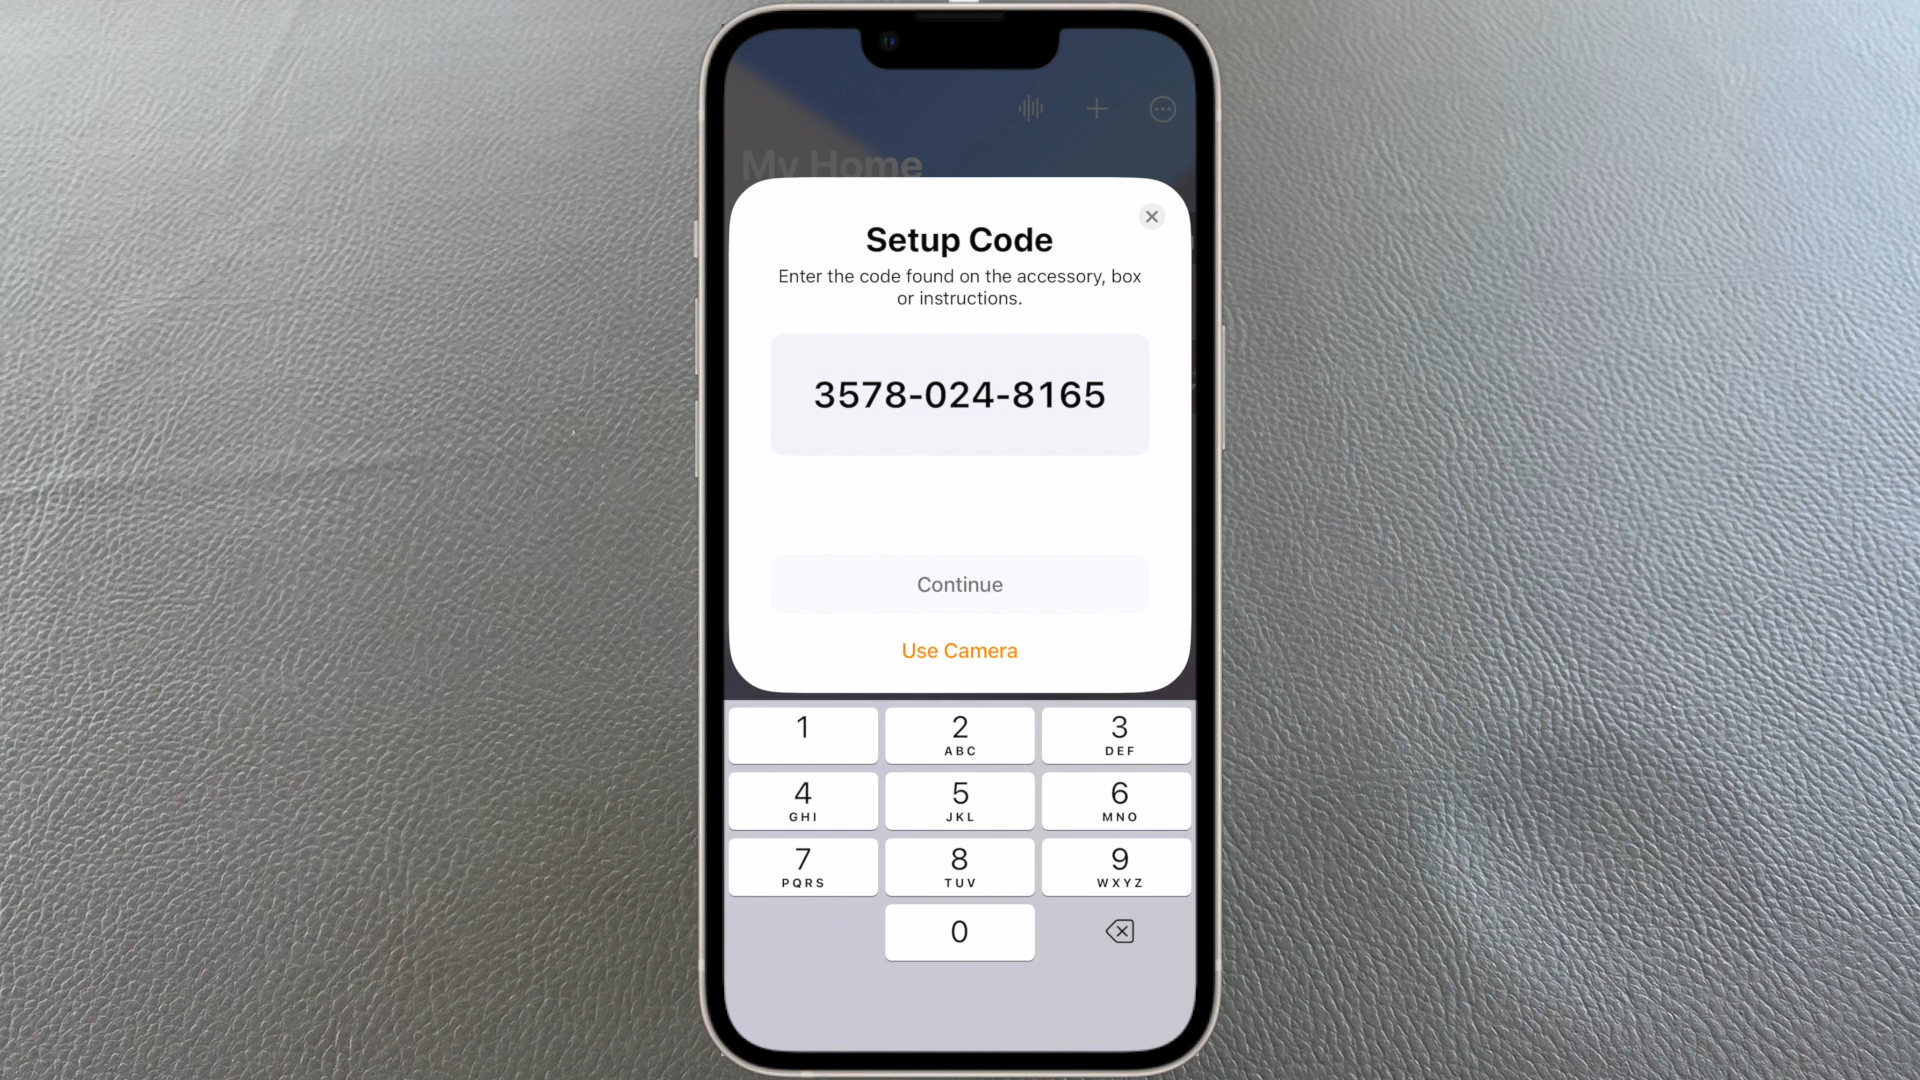 My Home
Setup Code
Enter the code found on the accessory, box
or instructions.
3578-024-8165
Continue
Use Camera
1
2
ABC
3
DEF
4
GHI
5
JKL
6
MNO
7
PQRS
8
TUV
9
WXYZ
0